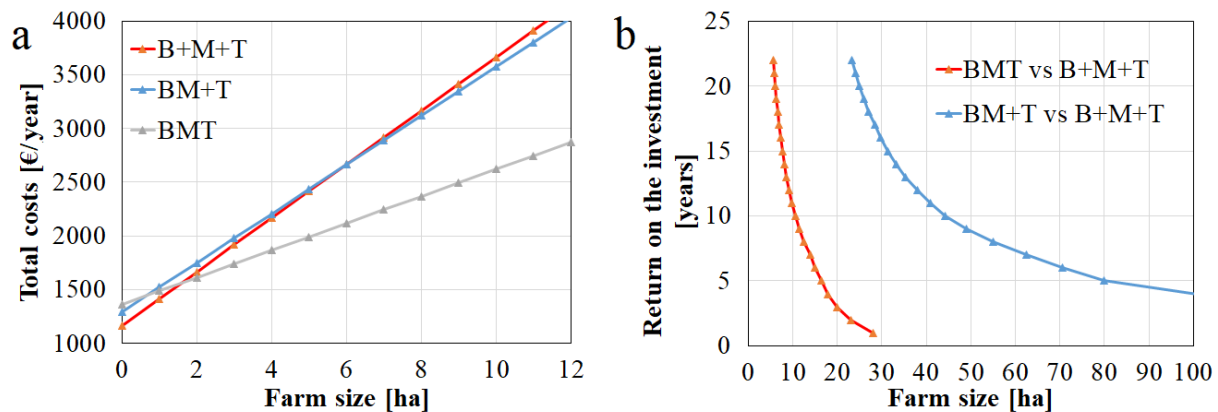 a
Total costs [€/year]
4000
3500
3000
2500
2000
1500
1000
B+M+T
BM+T
BMT
0 2 4 6 8 10 12
Farm size [ha]
b
Return on the investment
[years]
25
20
15
10
5
0
BMT vs B+M+T
BM+T vs B+M+T
0 10 20 30 40 50 60 70 80 90 100
Farm size [ha]